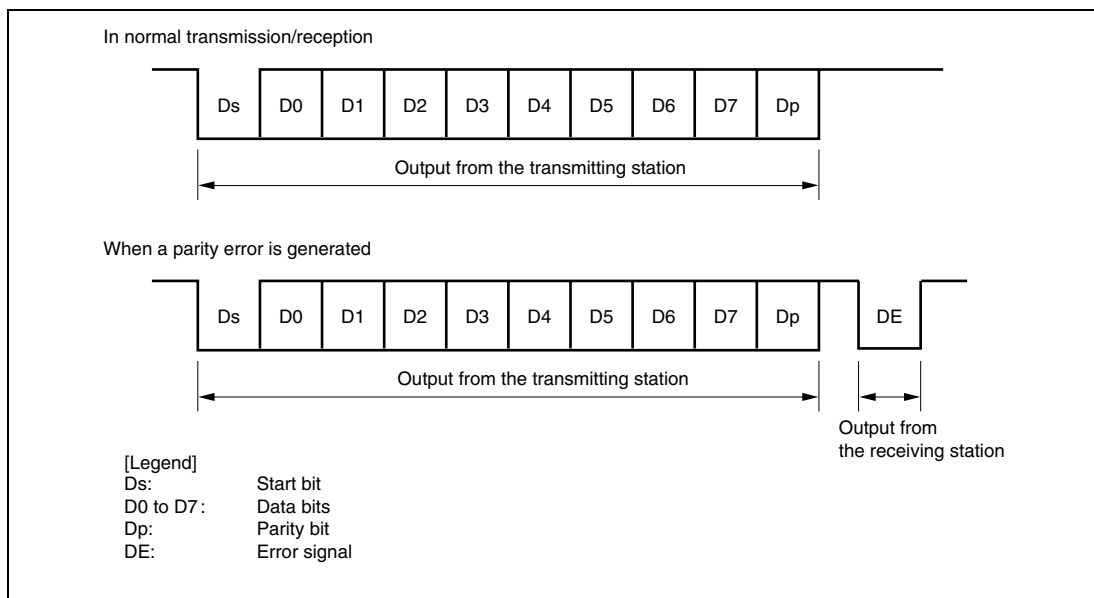 In normal transmission/reception
Ds D0 D1 D2 D3 D4 D5 D6 D7 Dp
Output from the transmitting station
When a parity error is generated
Ds D0 D1 D2 D3 D4 D5 D6 D7 Dp DE
Output from the transmitting station
Output from
the receiving station
[Legend]
Ds: Start bit
D0 to D7: Data bits
Dp: Parity bit
DE: Error signal